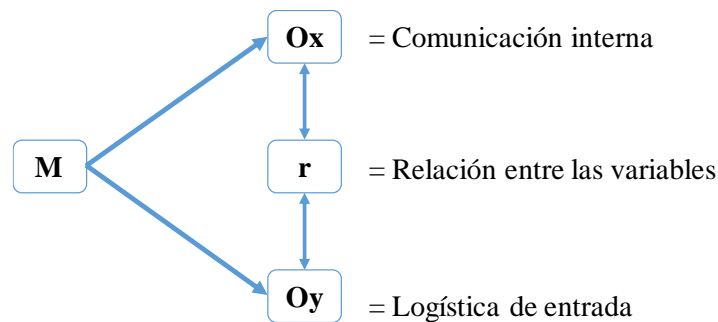 Ox = Comunicación interna
M r = Relación entre las variables
Oy = Logística de entrada